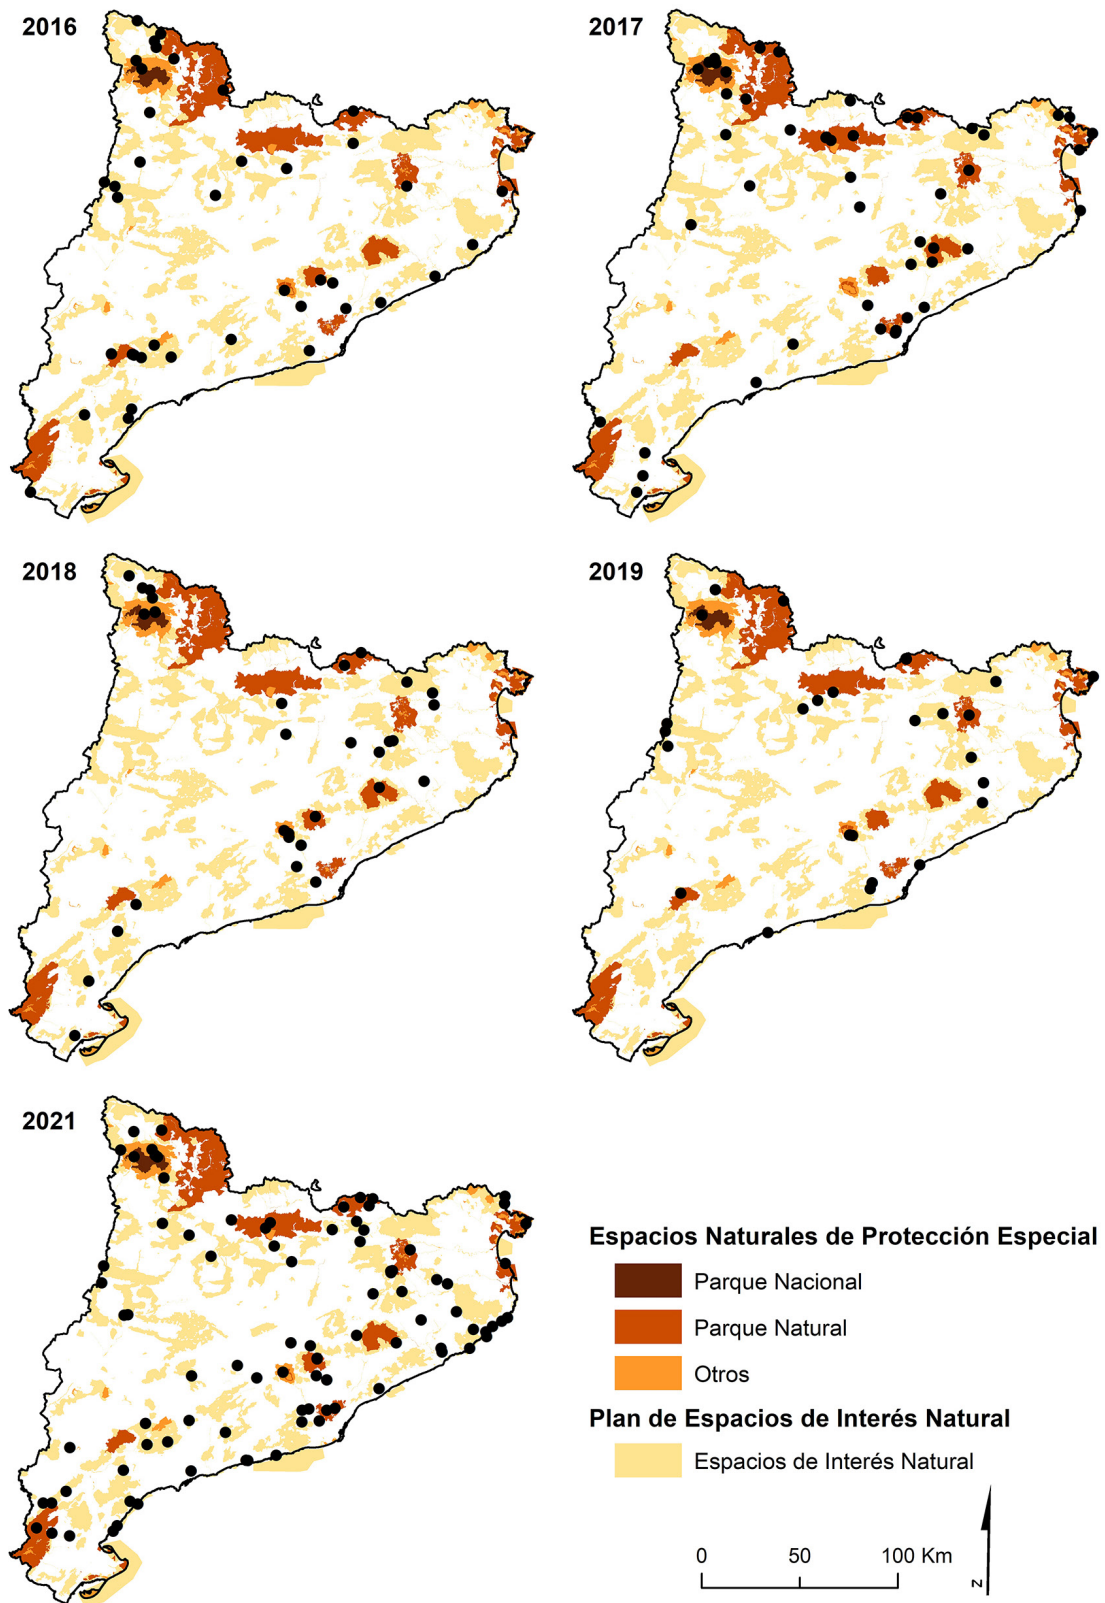 2016
2017
2018
2019
2021
Espacios Naturales de Protección Especial
Parque Nacional
Parque Natural
Otros
Plan de Espacios de Interés Natural
Espacios de Interés Natural
0 50 100 Km
N